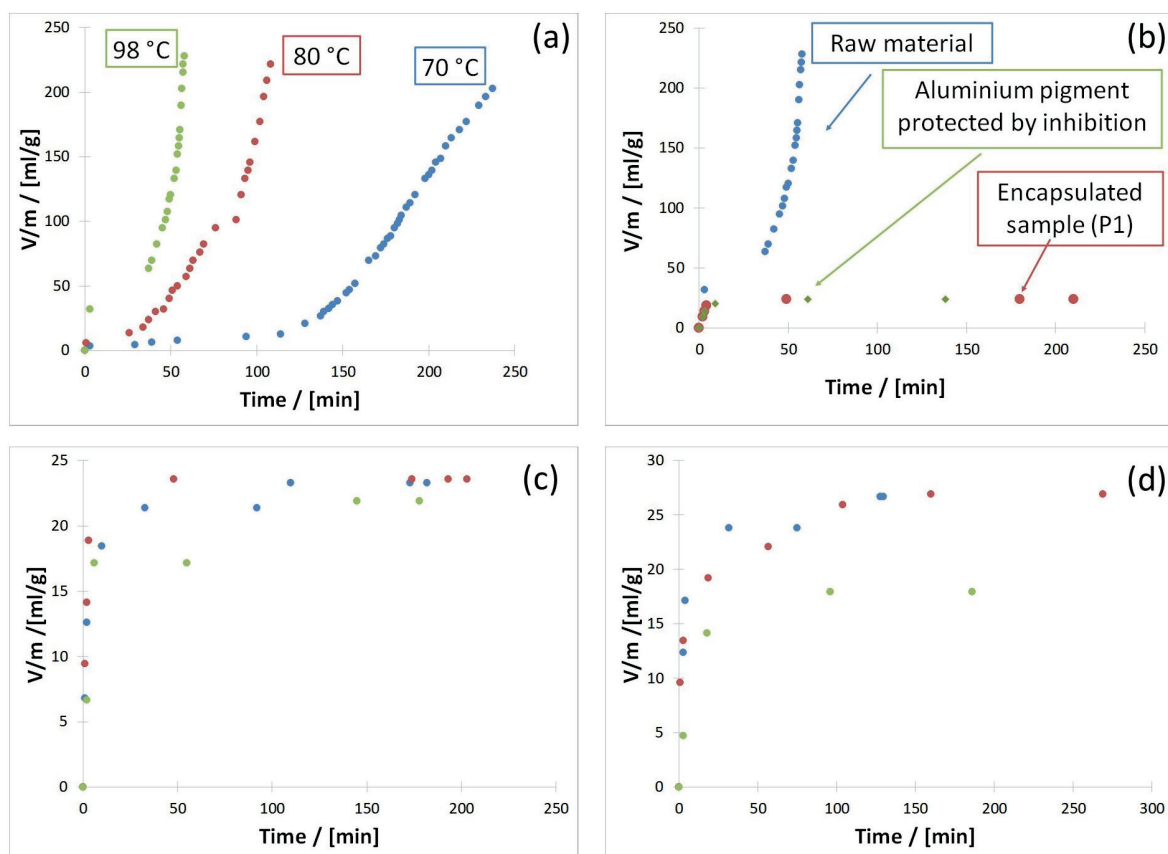 (a)
98 °C
80 °C
70 °C
V/m / [ml/g]
250
200
150
100
50
0
0 50 100 150 200 250
Time / [min]
(b)
Raw material
Aluminium pigment
protected by inhibition
Encapsulated
sample (P1)
V/m / [ml/g]
250
200
150
100
50
0
0 50 100 150 200 250
Time / [min]
(c)
V/m /[ml/g]
25
20
15
10
5
0
0 50 100 150 200 250
Time / [min]
(d)
V/m /[ml/g]
30
25
20
15
10
5
0
0 50 100 150 200 250 300
Time / [min]